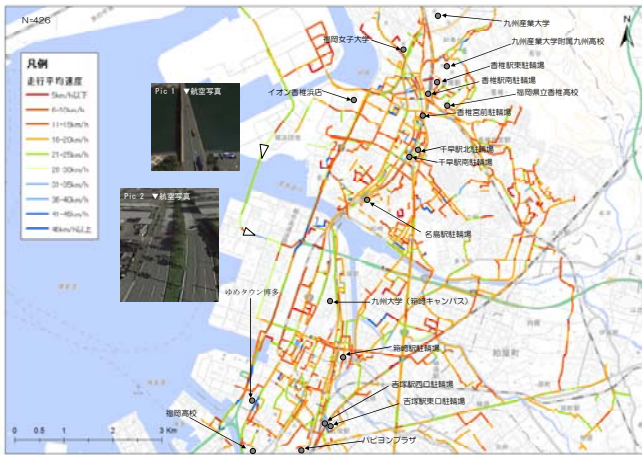 N=426
N
凡例
走行平均速度
5km/h以下
6-10km/h
11-15km/h
16-20km/h
21-25km/h
26-30km/h
31-35km/h
36-40km/h
41-45km/h
46km/h以上
Pic 1 ▼航空写真
Pic 2 ▼航空写真
九州産業大学
福岡女子大学
九州産業大学附属九州高校
香椎駅東駐輪場
香椎駅南駐輪場
イオン香椎浜店
福岡県立香椎高校
香椎宮前駐輪場
千早駅北駐輪場
千早駅南駐輪場
名島駅駐輪場
ゆめタウン博多
九州大学（箱崎キャンパス）
箱崎駅駐輪場
粕屋町
吉塚駅西口駐輪場
吉塚駅東口駐輪場
福岡高校
パピヨンプラザ
0 0.5 1 2 3 Km